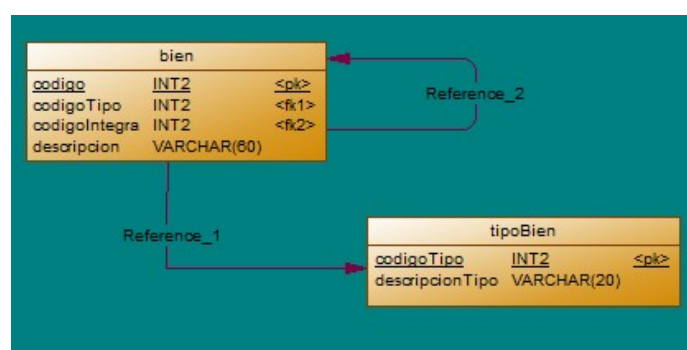 bien
codigo INT2 <pk>
codigoTipo INT2 <fk1>
codigoIntegra INT2 <fk2>
descripcion VARCHAR(60)
Reference_2
Reference_1
tipoBien
codigoTipo INT2 <pk>
descripcionTipo VARCHAR(20)